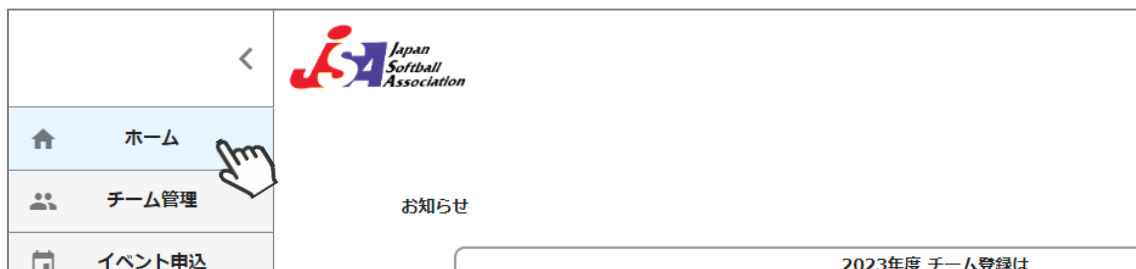 Japan
Softball
Association
JSA
ホーム
チーム管理
お知らせ
イベント申込
2023年度 チーム登録は